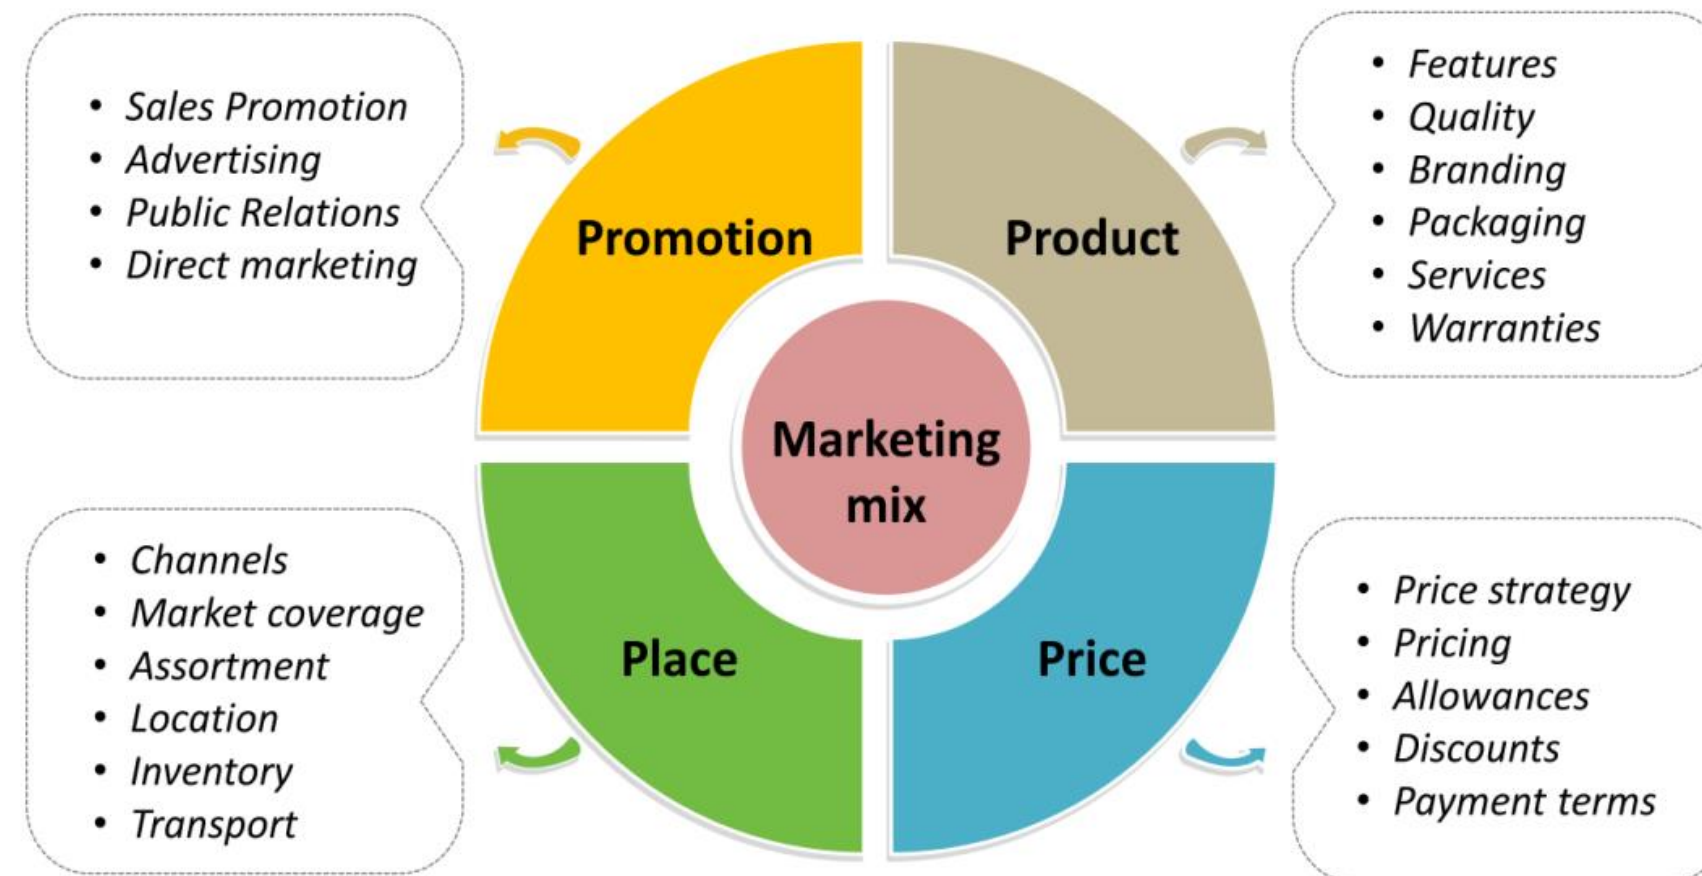 • Sales Promotion
• Advertising
• Public Relations
• Direct marketing
Promotion
Product
• Features
• Quality
• Branding
• Packaging
• Services
• Warranties
Marketing
mix
• Channels
• Market coverage
• Assortment
• Location
• Inventory
• Transport
Place
Price
• Price strategy
• Pricing
• Allowances
• Discounts
• Payment terms